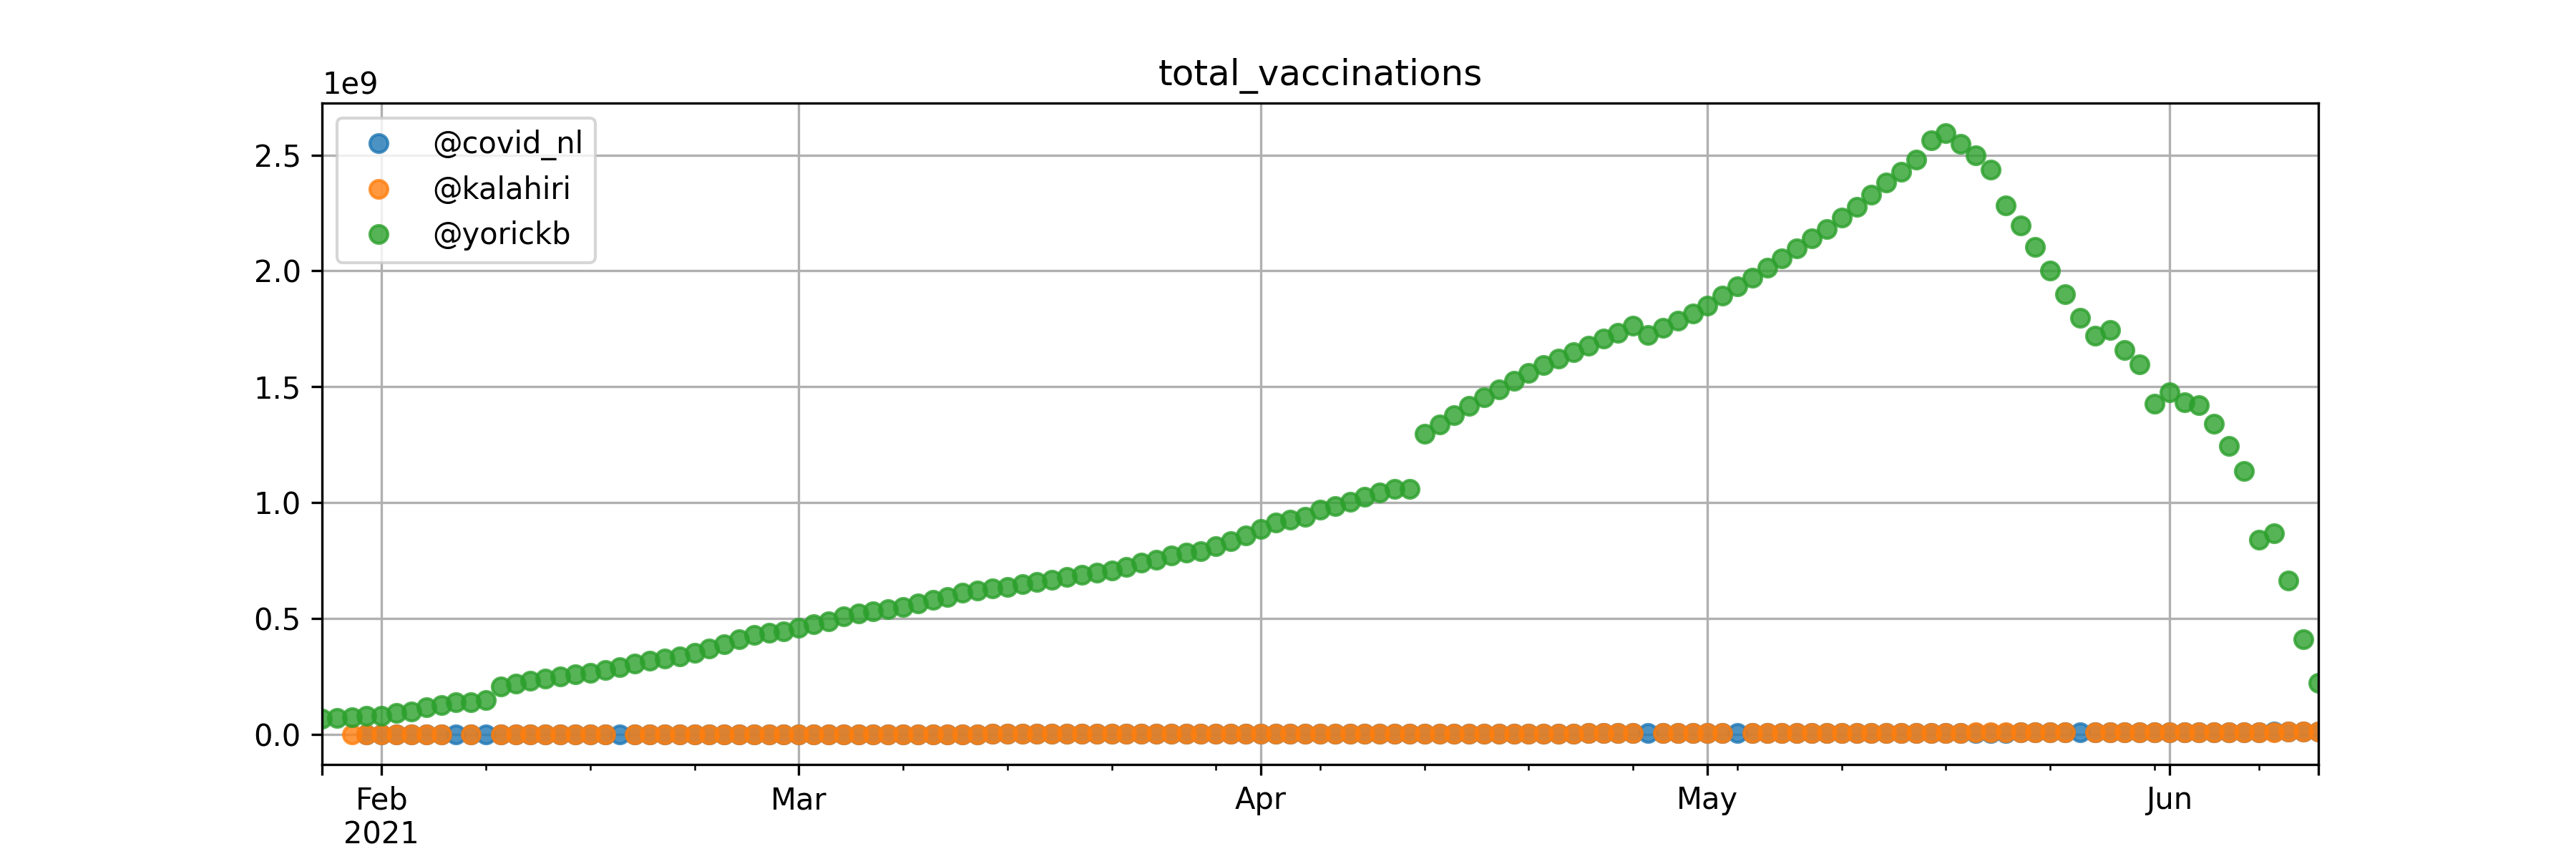 total_vaccinations
1e9
@covid_nl
@kalahiri
@yorickb
2.5
2.0
1.5
1.0
0.5
0.0
Feb Mar Apr May Jun
2021